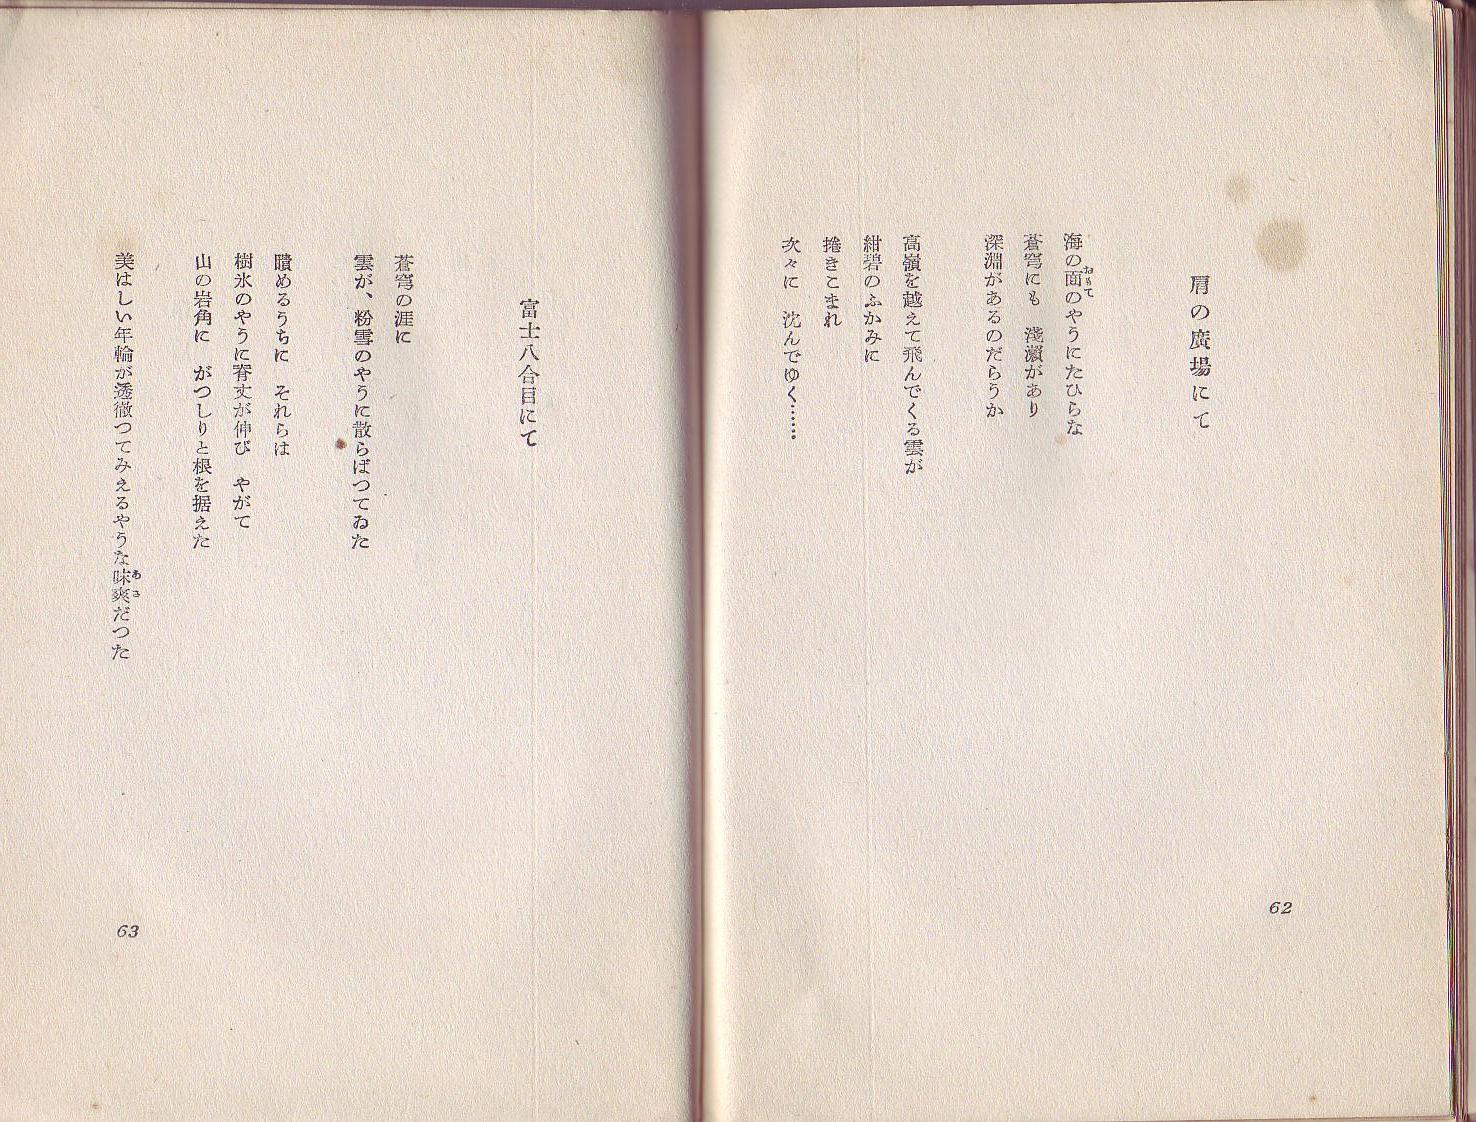 肩の廣場にて
海の面のやうにたひらな
おもて
蒼穹にも　淺瀬があり
深淵があるのだらうか
高嶺を越えて飛んでくる雲が
紺碧のふかみに
捲きこまれ
次々に　沈んでゆく……
62
富士八合目にて
蒼穹の涯に
雲が、粉雪のやうに散らばつてゐた
めるうちに　それらは
樹氷のやうに脊丈が伸び　やがて
山の岩角に　がつしりと根を据えた
美はしい年輪が透徹つてみえるやうな味爽だつた
あさ
63